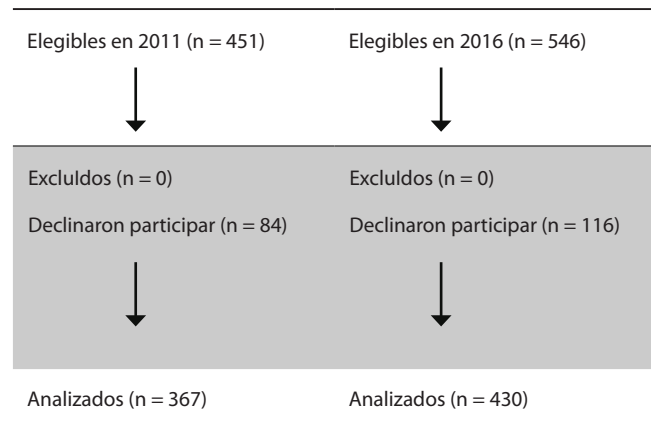 Elegibles en 2011 (n = 451)
Elegibles en 2016 (n = 546)
ExcluIdos (n = 0)
ExcluIdos (n = 0)
Declinaron participar (n = 84)
Declinaron participar (n = 116)
Analizados (n = 367)
Analizados (n = 430)